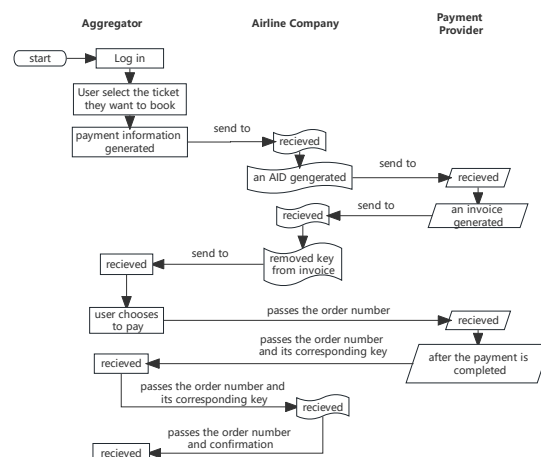 Aggregator
Airline Company
Payment
Provider
start
Log in
User select the ticket
they want to book
payment information
genarated
send to
recieved
an AID gengerated
send to
recieved
an invoice
generated
send to
recieved
removed key
from invoice
send to
recieved
user chooses
to pay
passes the order number
recieved
after the payment is
completed
passes the order number
and its corresponding key
recieved
passes the order number and
its corresponding key
recieved
passes the order number
and confirmation
recieved